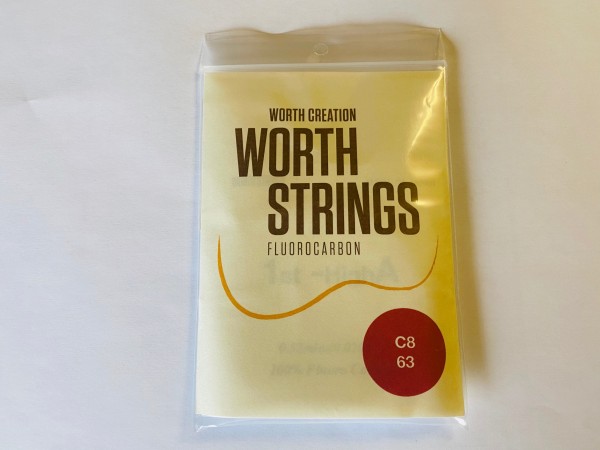 WORTH CREATION
WORTH
STRINGS
FLUOROCARBON
C8
63